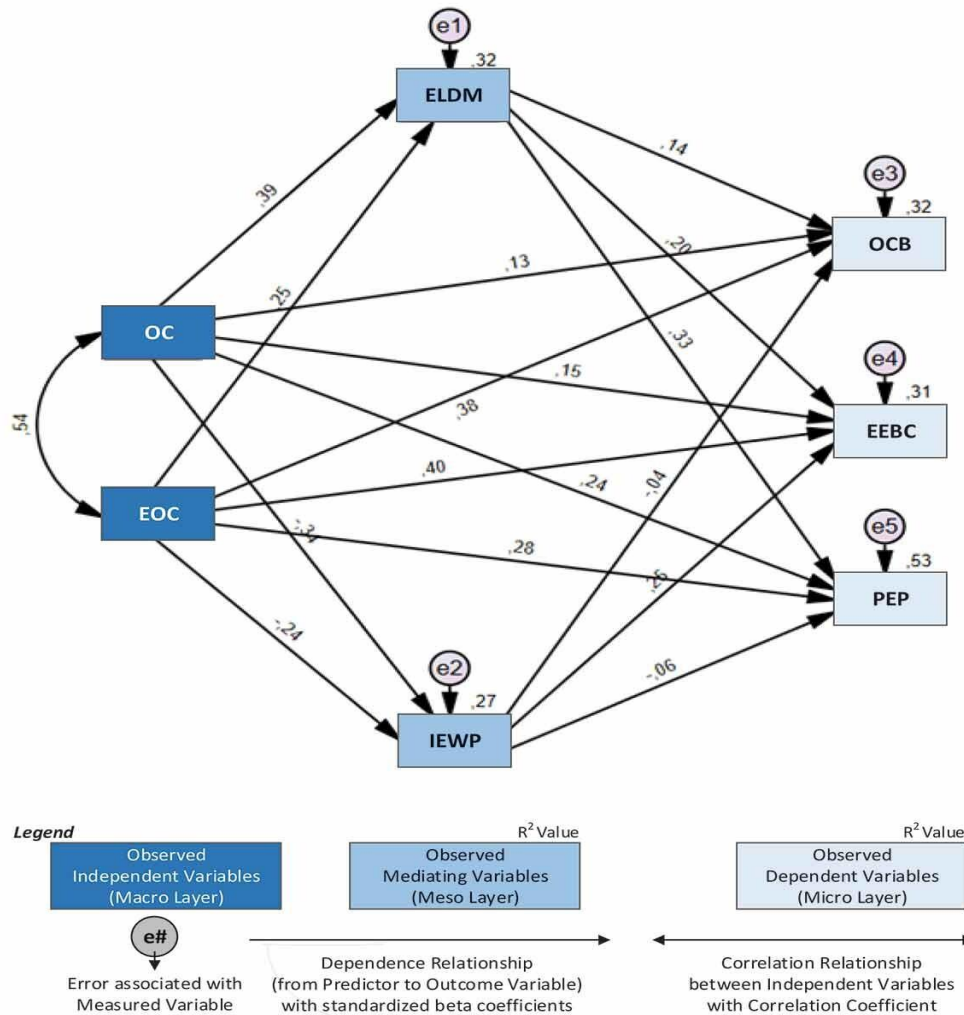 e1
,32
ELDM
,14
e3
,39
,32
,20
OCB
,13
,25
,33
OC
e4
,15
,31
,38
,54
EEBC
,40
-,04
,24
EOC
e5
-,34
,28
,53
,25
PEP
-,24
e2
-,06
,27
IEWP
Legend
R² Value
R² Value
Observed
Independent Variables
(Macro Layer)
Observed
Mediating Variables
(Meso Layer)
Observed
Dependent Variables
(Micro Layer)
e#
Error associated with
Measured Variable
Dependence Relationship
(from Predictor to Outcome Variable)
with standardized beta coefficients
Correlation Relationship
between Independent Variables
with Correlation Coefficient